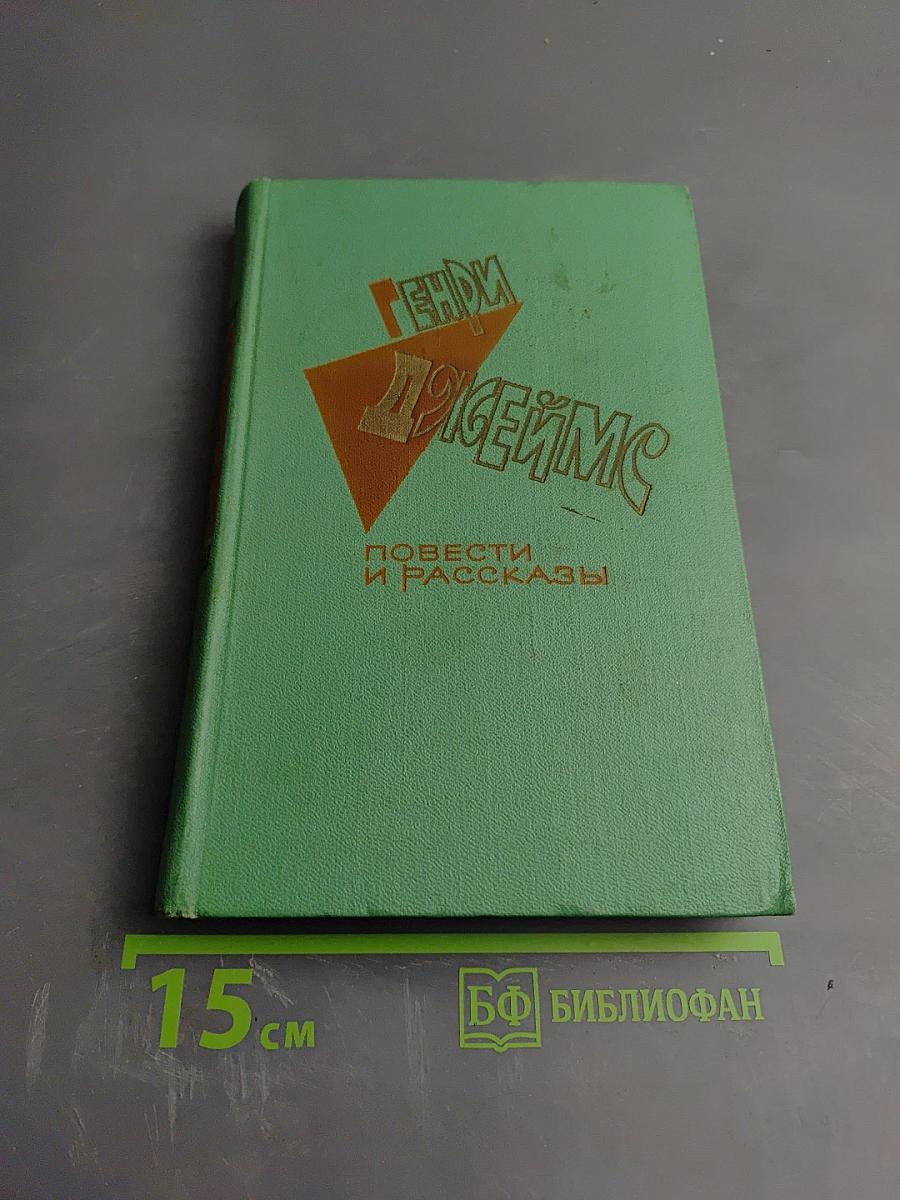 ГЕНРИ
ДЖЕЙМС
ПОВЕСТИ
И РАССКАЗЫ
15 см
БФ БИБЛИОФАН